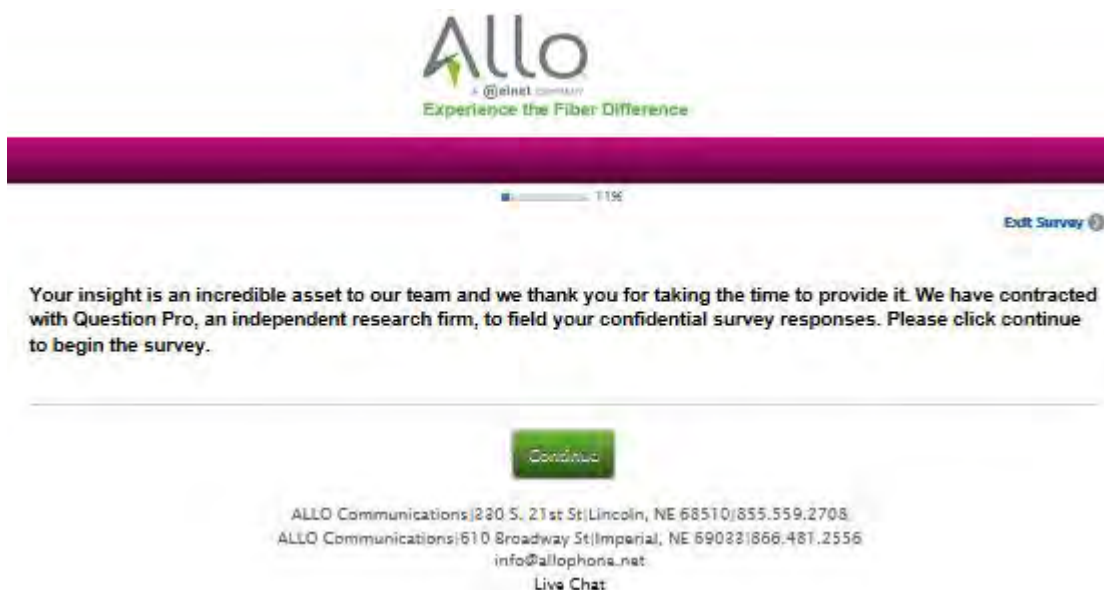 Allo
@elnet company
Experience the Fiber Difference
11%
Exit Survey
Your insight is an incredible asset to our team and we thank you for taking the time to provide it. We have contracted
with Question Pro, an independent research firm, to field your confidential survey responses. Please click continue
to begin the survey.
Continue
ALLO Communications|330 S. 21st St|Lincoln, NE 68510|855.559.2708
ALLO Communications|610 Broadway St|Imperial, NE 69033|866.481.2556
info@allophone.net
Live Chat